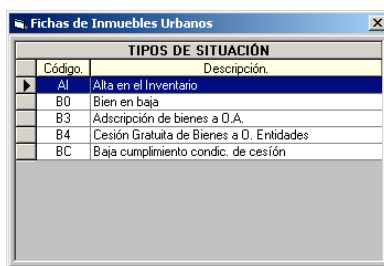 Fichas de Inmuebles Urbanos
TIPOS DE SITUACIÓN
Código. Descripción.
AI Alta en el Inventario
B0 Bien en baja
B3 Adscripción de bienes a O.A.
B4 Cesión Gratuita de Bienes a O. Entidades
BC Baja cumplimiento condic. de cesión